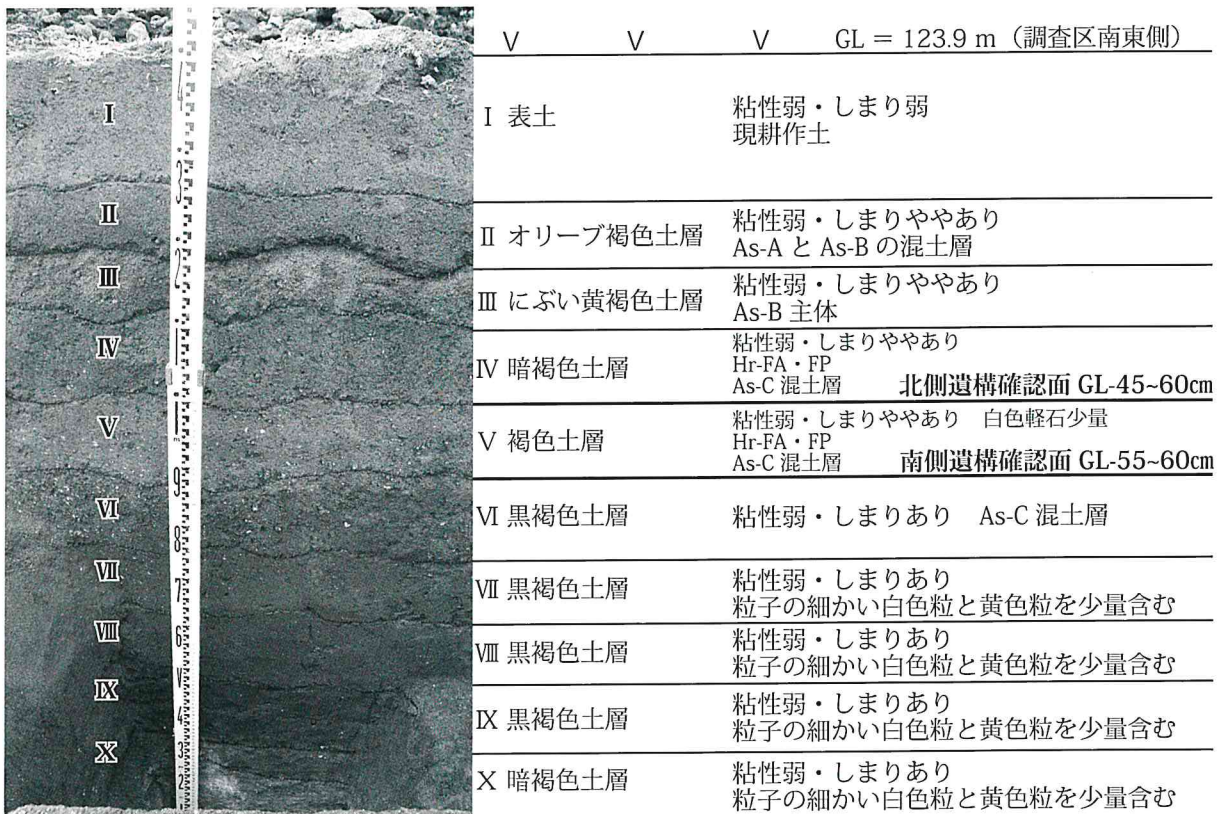 V V V GL = 123.9 m（調査区南東側）
Ⅰ 表土
粘性弱・しまり弱
現耕作土
Ⅱ オリーブ褐色土層
粘性弱・しまりややあり
As-A と As-B の混土層
Ⅲ にぶい黄褐色土層
粘性弱・しまりややあり
As-B 主体
Ⅳ 暗褐色土層
粘性弱・しまりややあり
Hr-FA・FP
As-C 混土層 北側遺構確認面 GL-45~60㎝
Ⅴ 褐色土層
粘性弱・しまりややあり 白色軽石少量
Hr-FA・FP
As-C 混土層 南側遺構確認面 GL-55~60㎝
Ⅵ 黒褐色土層
粘性弱・しまりあり As-C 混土層
Ⅶ 黒褐色土層
粘性弱・しまりあり
粒子の細かい白色粒と黄色粒を少量含む
Ⅷ 黒褐色土層
粘性弱・しまりあり
粒子の細かい白色粒と黄色粒を少量含む
Ⅸ 黒褐色土層
粘性弱・しまりあり
粒子の細かい白色粒と黄色粒を少量含む
Ⅹ 暗褐色土層
粘性弱・しまりあり
粒子の細かい白色粒と黄色粒を少量含む
Ⅰ
Ⅱ
Ⅲ
Ⅳ
Ⅴ
Ⅵ
Ⅶ
Ⅷ
Ⅸ
Ⅹ
4
3
2
1
1m
9
8
7
6
V
4
3
2